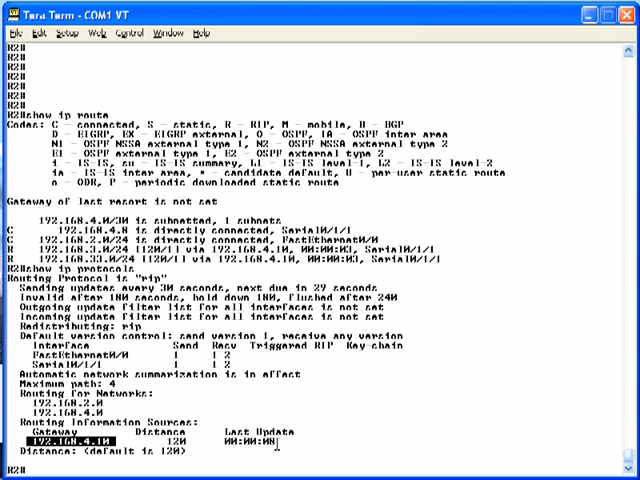 Tera Term - COM1 VT
File Edit Setup Web Control Window Help
R2#
R2#
R2#
R2#
R2#
R2#
R2#
R2#show ip route
Codes: C - connected, S - static, R - RIP, M - mobile, B - BGP
D - EIGRP, EX - EIGRP external, O - OSPF, IA - OSPF inter area
N1 - OSPF NSSA external type 1, N2 - OSPF NSSA external type 2
E1 - OSPF external type 1, E2 - OSPF external type 2
i - IS-IS, su - IS-IS summary, L1 - IS-IS level-1, L2 - IS-IS level-2
ia - IS-IS inter area, * - candidate default, U - per-user static route
o - ODR, P - periodic downloaded static route
Gateway of last resort is not set
192.168.4.0/30 is subnetted, 1 subnets
C 192.168.4.8 is directly connected, Serial0/1/1
C 192.168.2.0/24 is directly connected, FastEthernet0/0
R 192.168.3.0/24 [120/1] via 192.168.4.10, 00:00:03, Serial0/1/1
R 192.168.33.0/24 [120/1] via 192.168.4.10, 00:00:03, Serial0/1/1
R2#show ip protocols
Routing Protocol is "rip"
Sending updates every 30 seconds, next due in 29 seconds
Invalid after 180 seconds, hold down 180, flushed after 240
Outgoing update filter list for all interfaces is not set
Incoming update filter list for all interfaces is not set
Redistributing: rip
Default version control: send version 1, receive any version
Interface Send Recv Triggered RIP Key-chain
FastEthernet0/0 1 1 2
Serial0/1/1 1 1 2
Automatic network summarization is in effect
Maximum path: 4
Routing for Networks:
192.168.2.0
192.168.4.0
Routing Information Sources:
Gateway Distance Last Update
192.168.4.10 120 00:00:08
Distance: (default is 120)
R2#